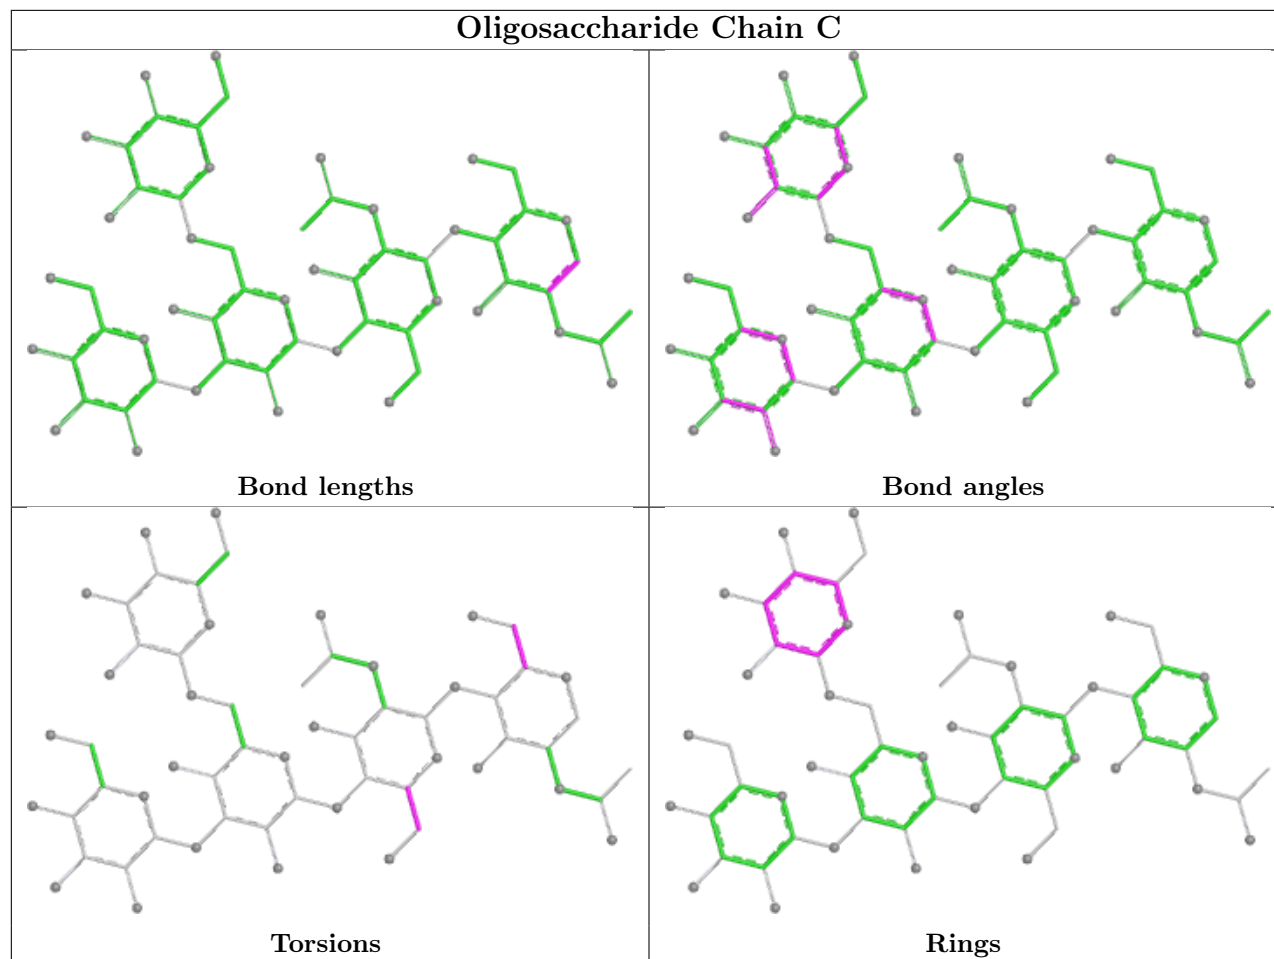 Oligosaccharide Chain C
Bond lengths
Bond angles
Torsions
Rings